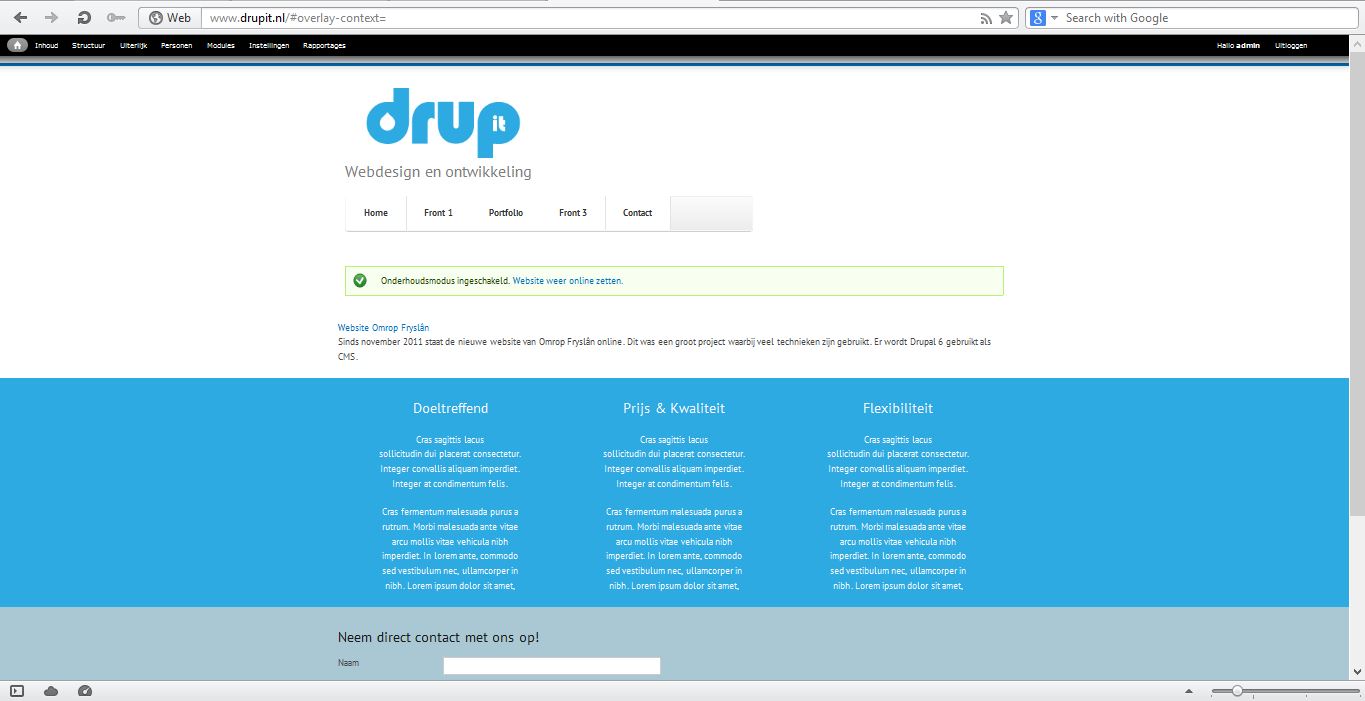 Web www.drupit.nl/#overlay-context= Search with Google
Inhoud Structuur Uiterlijk Personen Modules Instellingen Rapportages Hallo admin Uitloggen
drup it
Webdesign en ontwikkeling
Home Front 1 Portfolio Front 3 Contact
Onderhoudsmodus ingeschakeld. Website weer online zetten.
Website Omrop Fryslân
Sinds november 2011 staat de nieuwe website van Omrop Fryslân online. Dit was een groot project waarbij veel technieken zijn gebruikt. Er wordt Drupal 6 gebruikt als
CMS.
Doeltreffend
Cras sagittis lacus
sollicitudin dui placerat consectetur.
Integer convallis aliquam imperdiet.
Integer at condimentum felis.
Cras fermentum malesuada purus a
rutrum. Morbi malesuada ante vitae
arcu mollis vitae vehicula nibh
imperdiet. In lorem ante, commodo
sed vestibulum nec, ullamcorper in
nibh. Lorem ipsum dolor sit amet,
Prijs & Kwaliteit
Cras sagittis lacus
sollicitudin dui placerat consectetur.
Integer convallis aliquam imperdiet.
Integer at condimentum felis.
Cras fermentum malesuada purus a
rutrum. Morbi malesuada ante vitae
arcu mollis vitae vehicula nibh
imperdiet. In lorem ante, commodo
sed vestibulum nec, ullamcorper in
nibh. Lorem ipsum dolor sit amet,
Flexibiliteit
Cras sagittis lacus
sollicitudin dui placerat consectetur.
Integer convallis aliquam imperdiet.
Integer at condimentum felis.
Cras fermentum malesuada purus a
rutrum. Morbi malesuada ante vitae
arcu mollis vitae vehicula nibh
imperdiet. In lorem ante, commodo
sed vestibulum nec, ullamcorper in
nibh. Lorem ipsum dolor sit amet,
Neem direct contact met ons op!
Naam